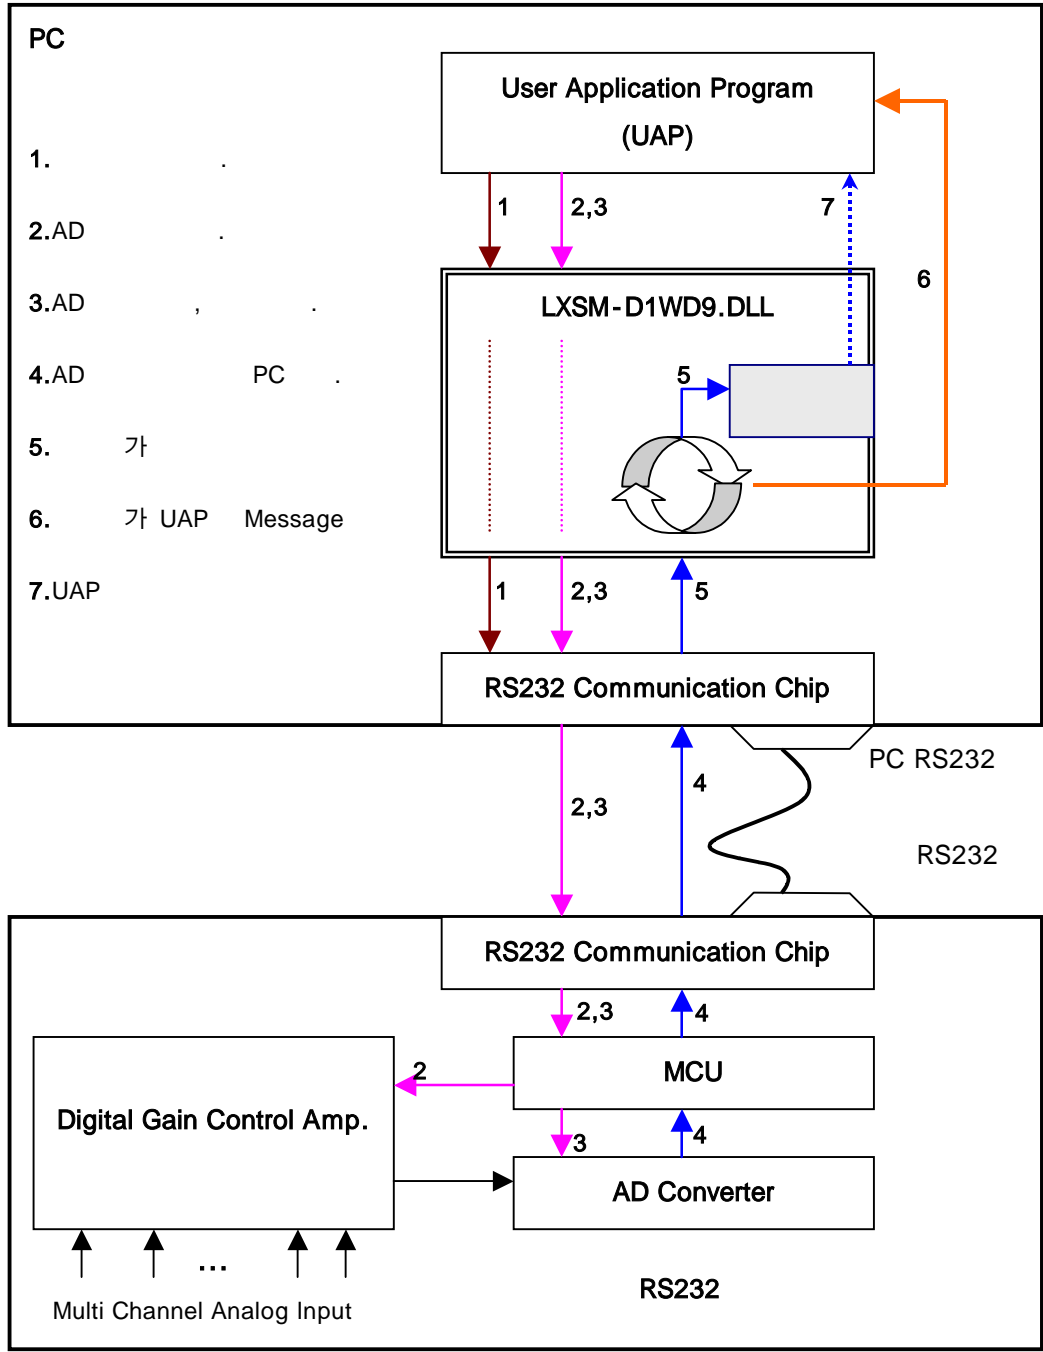 PC
User Application Program
(UAP)
1. .
1
2,3
7
2.AD .
6
3.AD , .
LXSM-D1WD9.DLL
4.AD PC .
5
5. 가
6. 가 UAP Message
7.UAP
1
2,3
5
RS232 Communication Chip
PC RS232
4
2,3
RS232
RS232 Communication Chip
2,3
4
2
MCU
Digital Gain Control Amp.
3
4
AD Converter
...
RS232
Multi Channel Analog Input